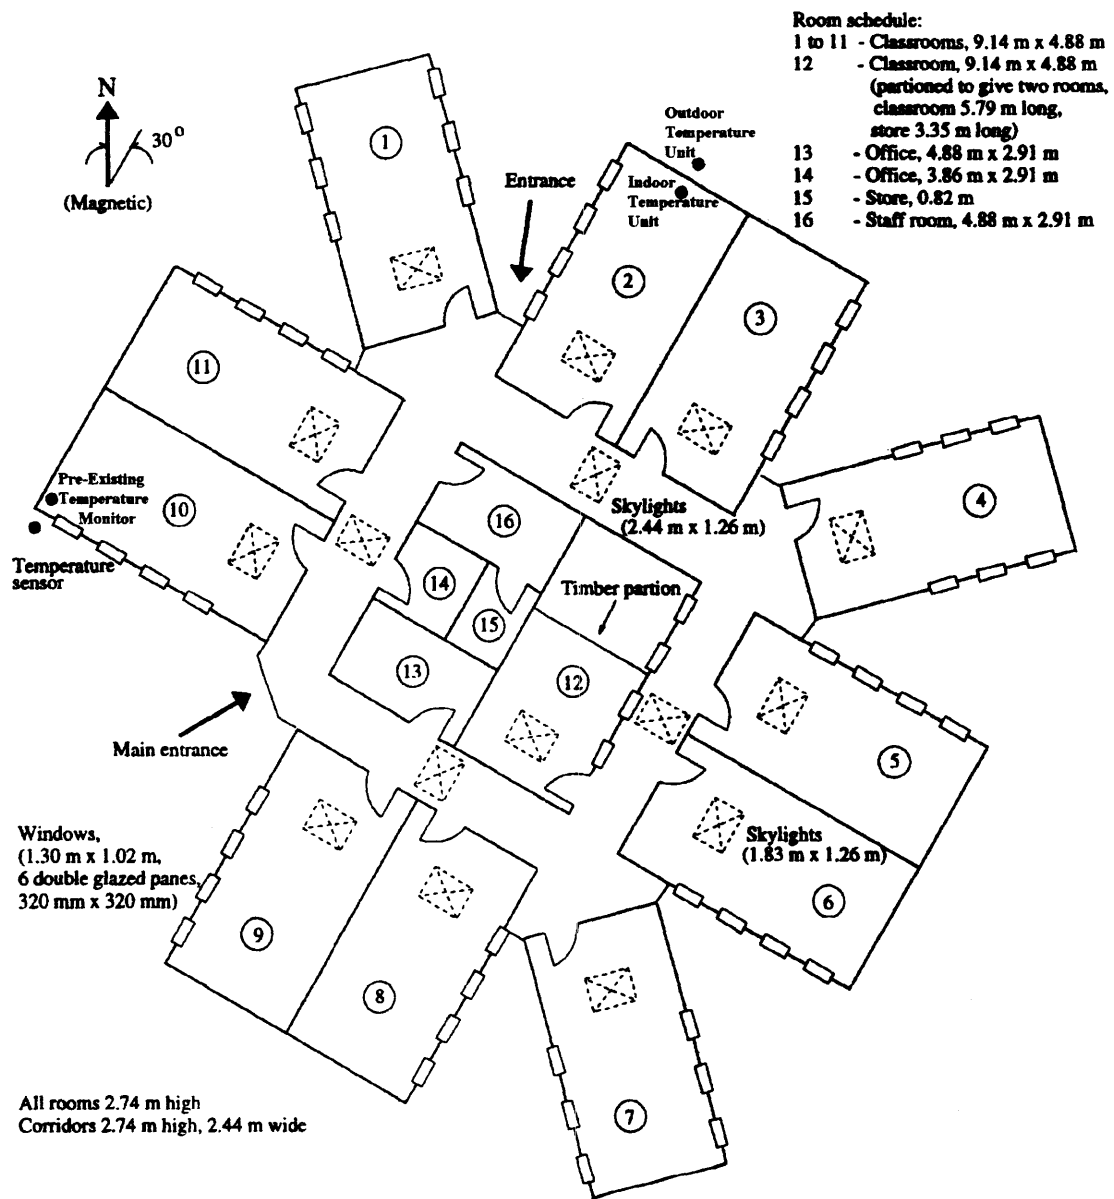 Room schedule:
1 to 11 - Classrooms, 9.14 m x 4.88 m
12 - Classroom, 9.14 m x 4.88 m
(partioned to give two rooms,
classroom 5.79 m long,
store 3.35 m long)
13 - Office, 4.88 m x 2.91 m
14 - Office, 3.86 m x 2.91 m
15 - Store, 0.82 m
16 - Staff room, 4.88 m x 2.91 m
N
30°
(Magnetic)
1
Entrance
Outdoor
Temperature
Unit
Indoor
Temperature
Unit
2
3
11
4
Pre-Existing
Temperature
Monitor
10
Temperature
sensor
16
Skylights
(2.44 m x 1.26 m)
14
15
Timber partion
13
12
Main entrance
5
Skylights
(1.83 m x 1.26 m)
6
Windows,
(1.30 m x 1.02 m,
6 double glazed panes,
320 mm x 320 mm)
9
8
7
All rooms 2.74 m high
Corridors 2.74 m high, 2.44 m wide